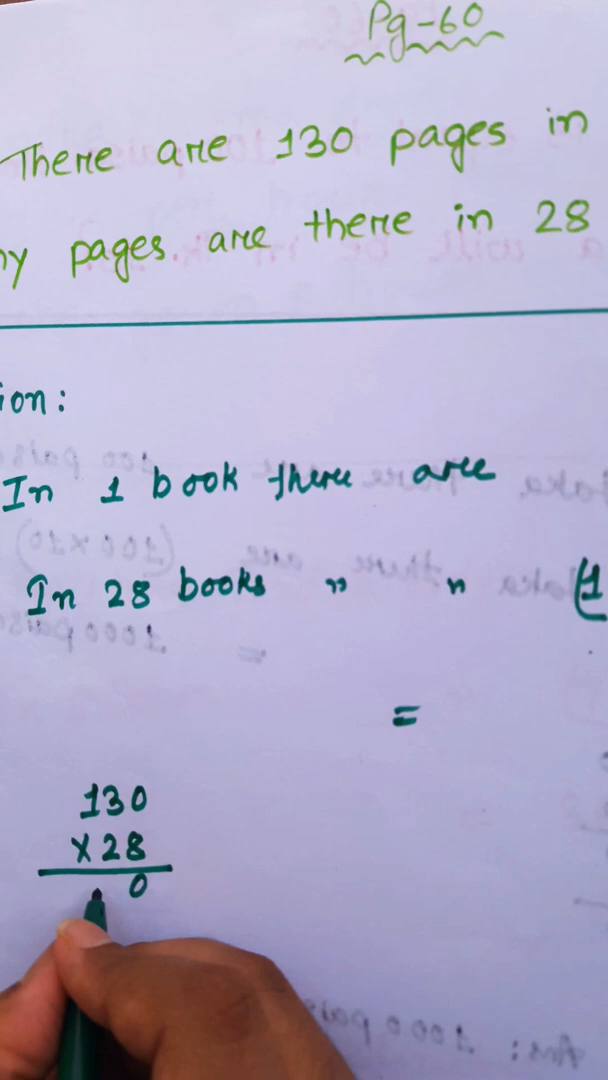 Pg-60
There are 130 pages in
ny pages are there in 28
ion:
In 1 book there are
In 28 books " " (1
=
130
×28
0